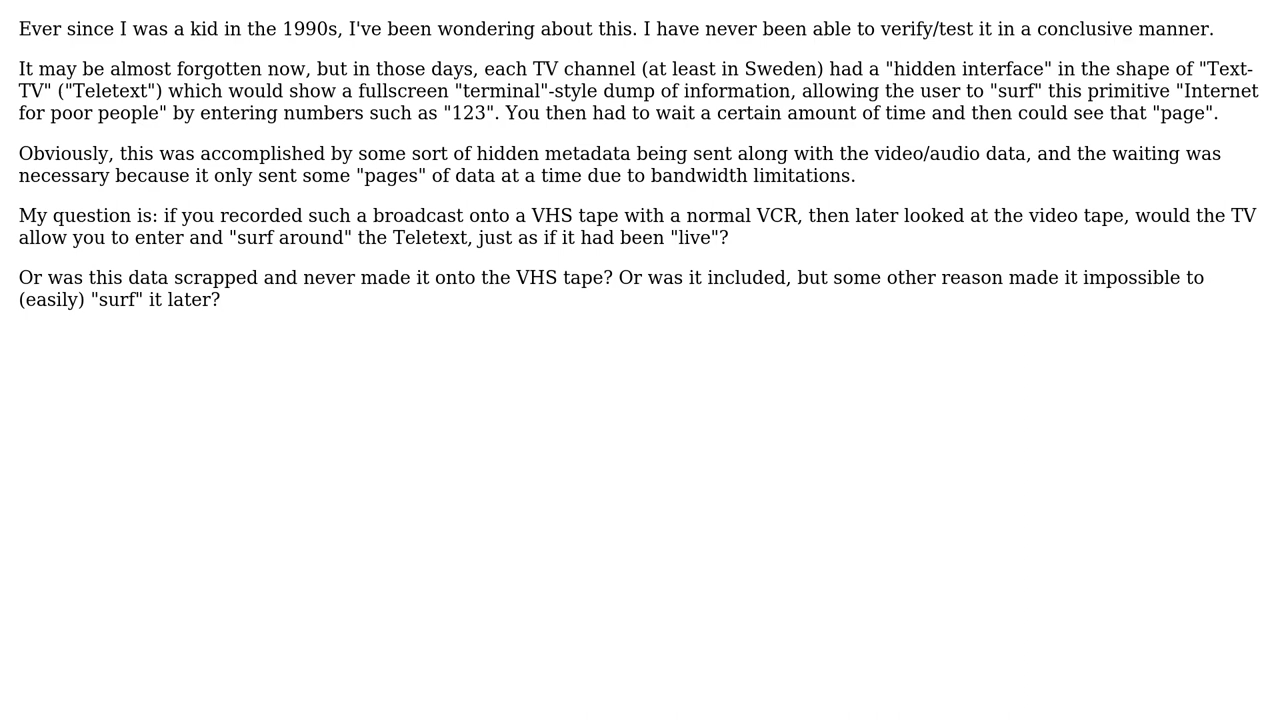 Ever since I was a kid in the 1990s, I've been wondering about this. I have never been able to verify/test it in a conclusive manner.
It may be almost forgotten now, but in those days, each TV channel (at least in Sweden) had a "hidden interface" in the shape of "Text-
TV" ("Teletext") which would show a fullscreen "terminal"-style dump of information, allowing the user to "surf" this primitive "Internet
for poor people" by entering numbers such as "123". You then had to wait a certain amount of time and then could see that "page".
Obviously, this was accomplished by some sort of hidden metadata being sent along with the video/audio data, and the waiting was
necessary because it only sent some "pages" of data at a time due to bandwidth limitations.
My question is: if you recorded such a broadcast onto a VHS tape with a normal VCR, then later looked at the video tape, would the TV
allow you to enter and "surf around" the Teletext, just as if it had been "live"?
Or was this data scrapped and never made it onto the VHS tape? Or was it included, but some other reason made it impossible to
(easily) "surf" it later?